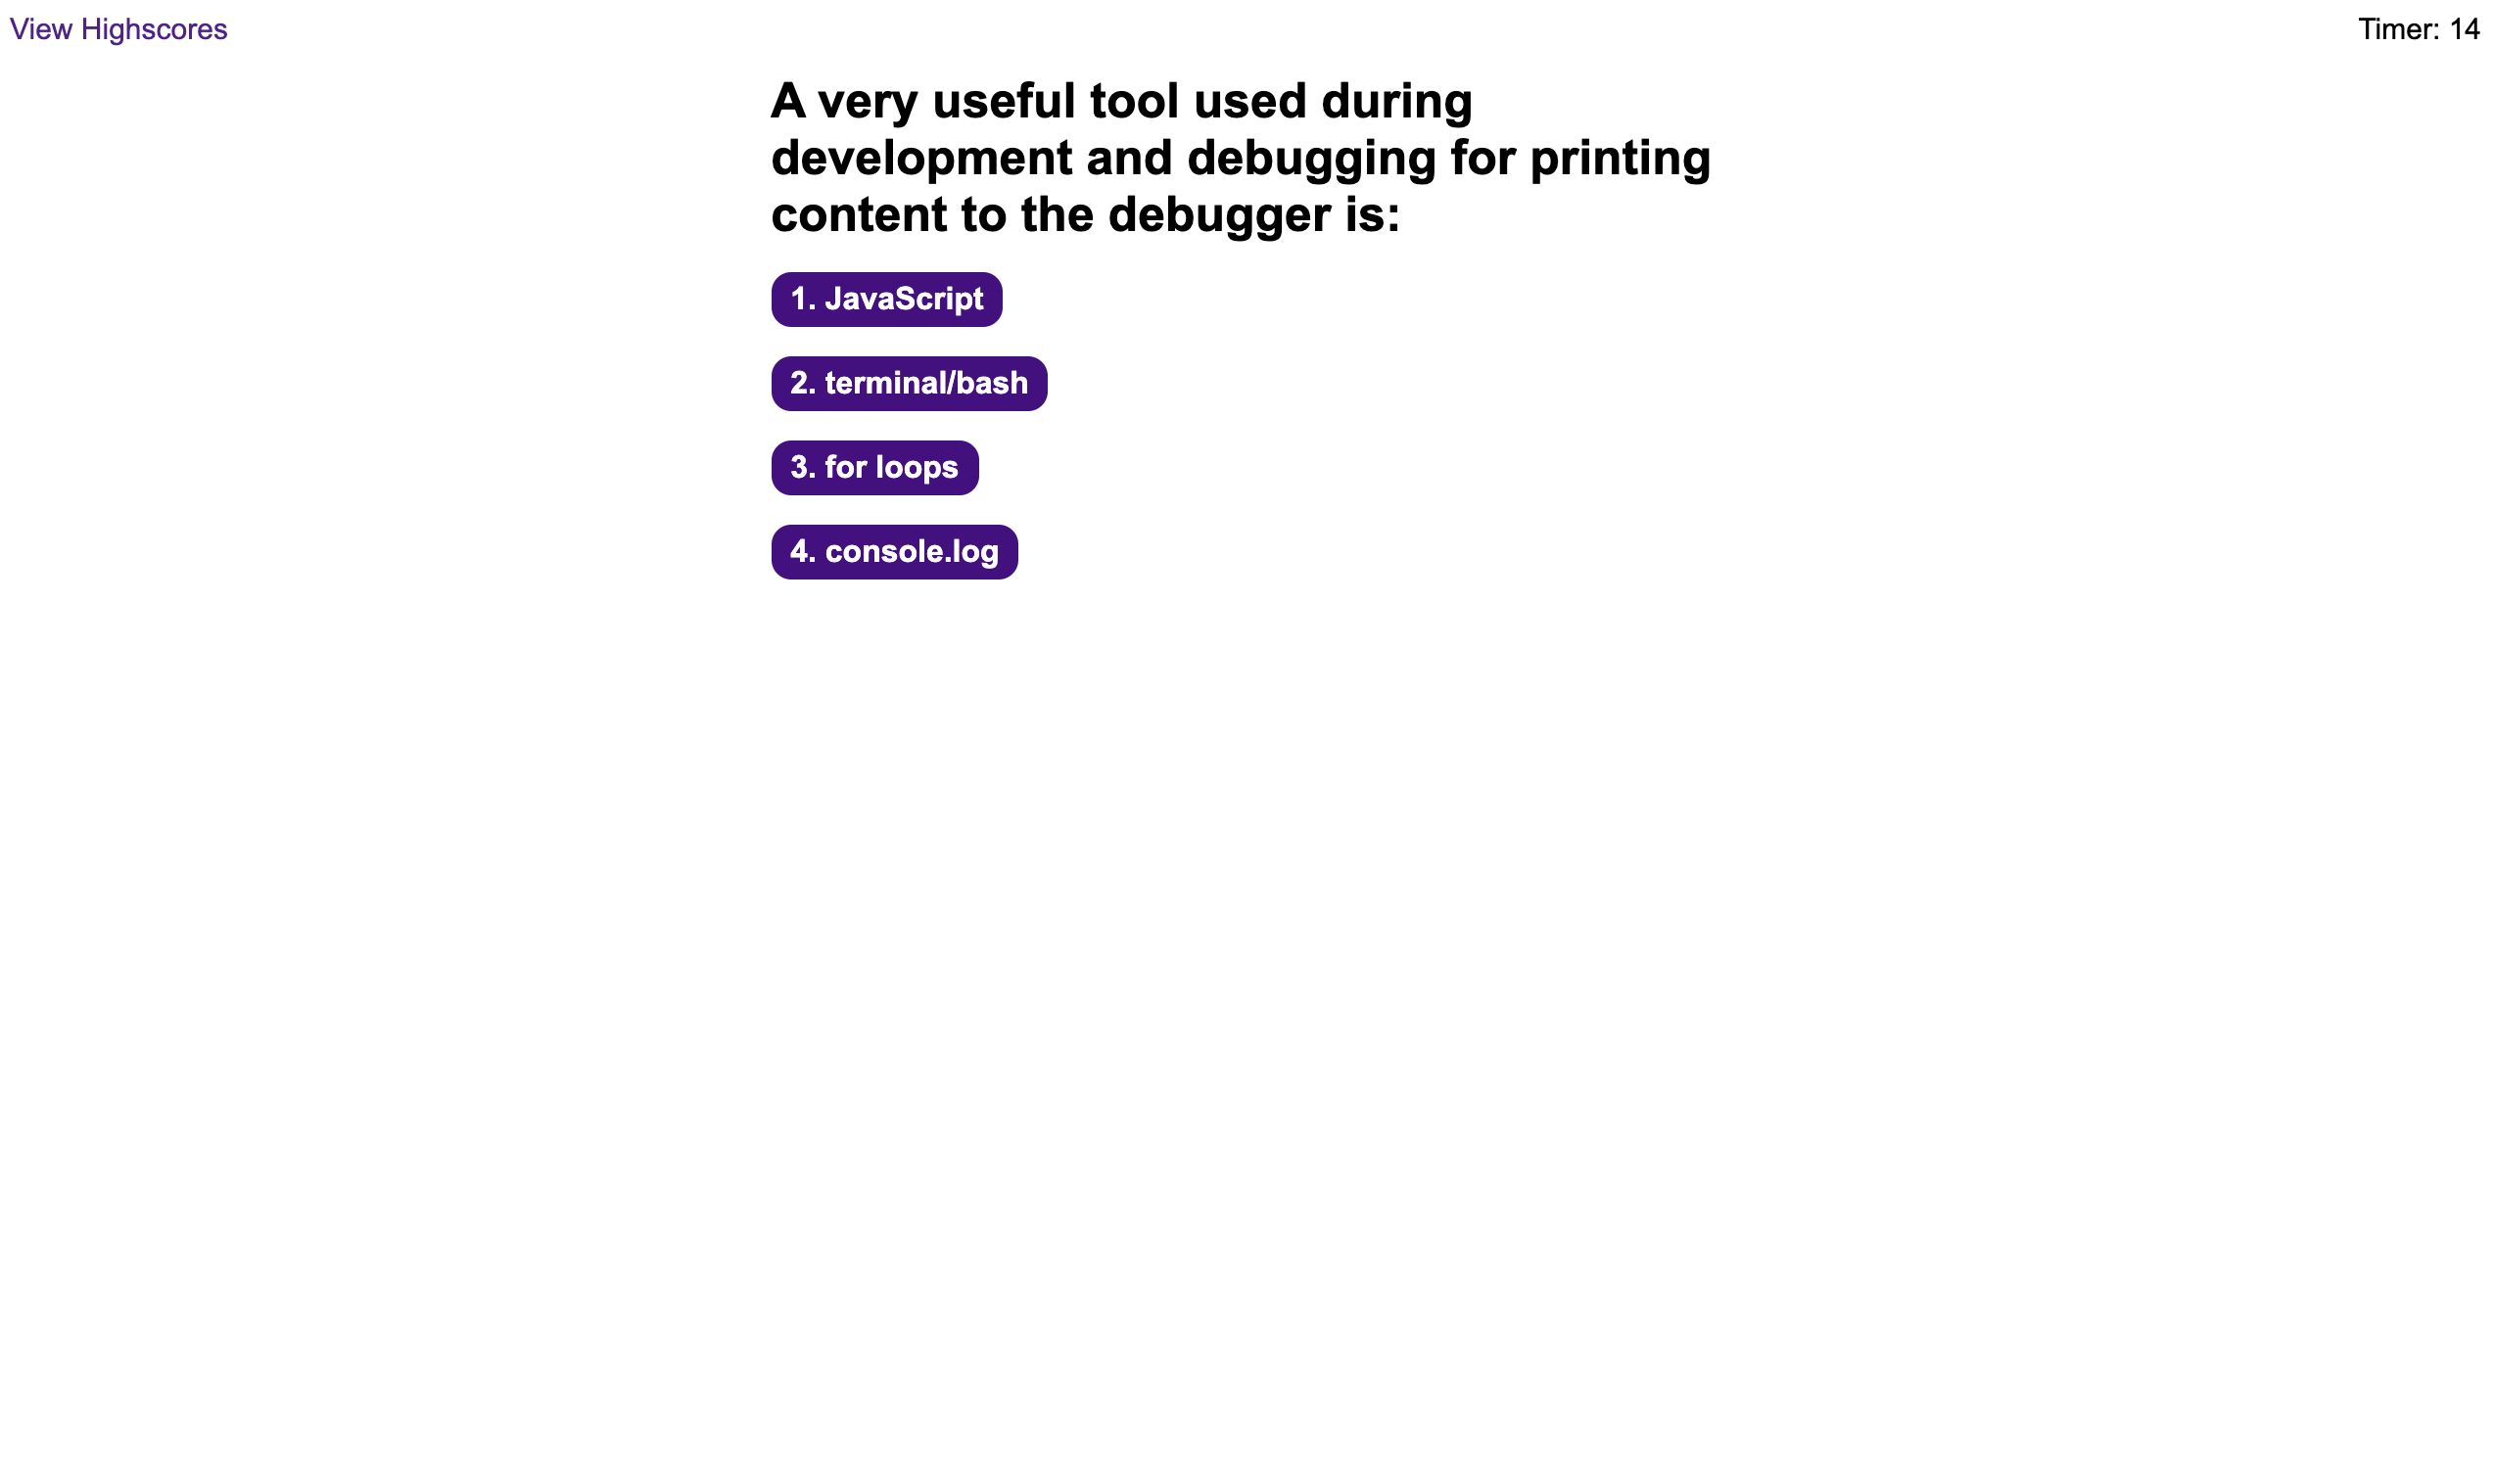 View Highscores
Timer: 14
A very useful tool used during
development and debugging for printing
content to the debugger is:
1. JavaScript
2. terminal/bash
3. for loops
4. console.log